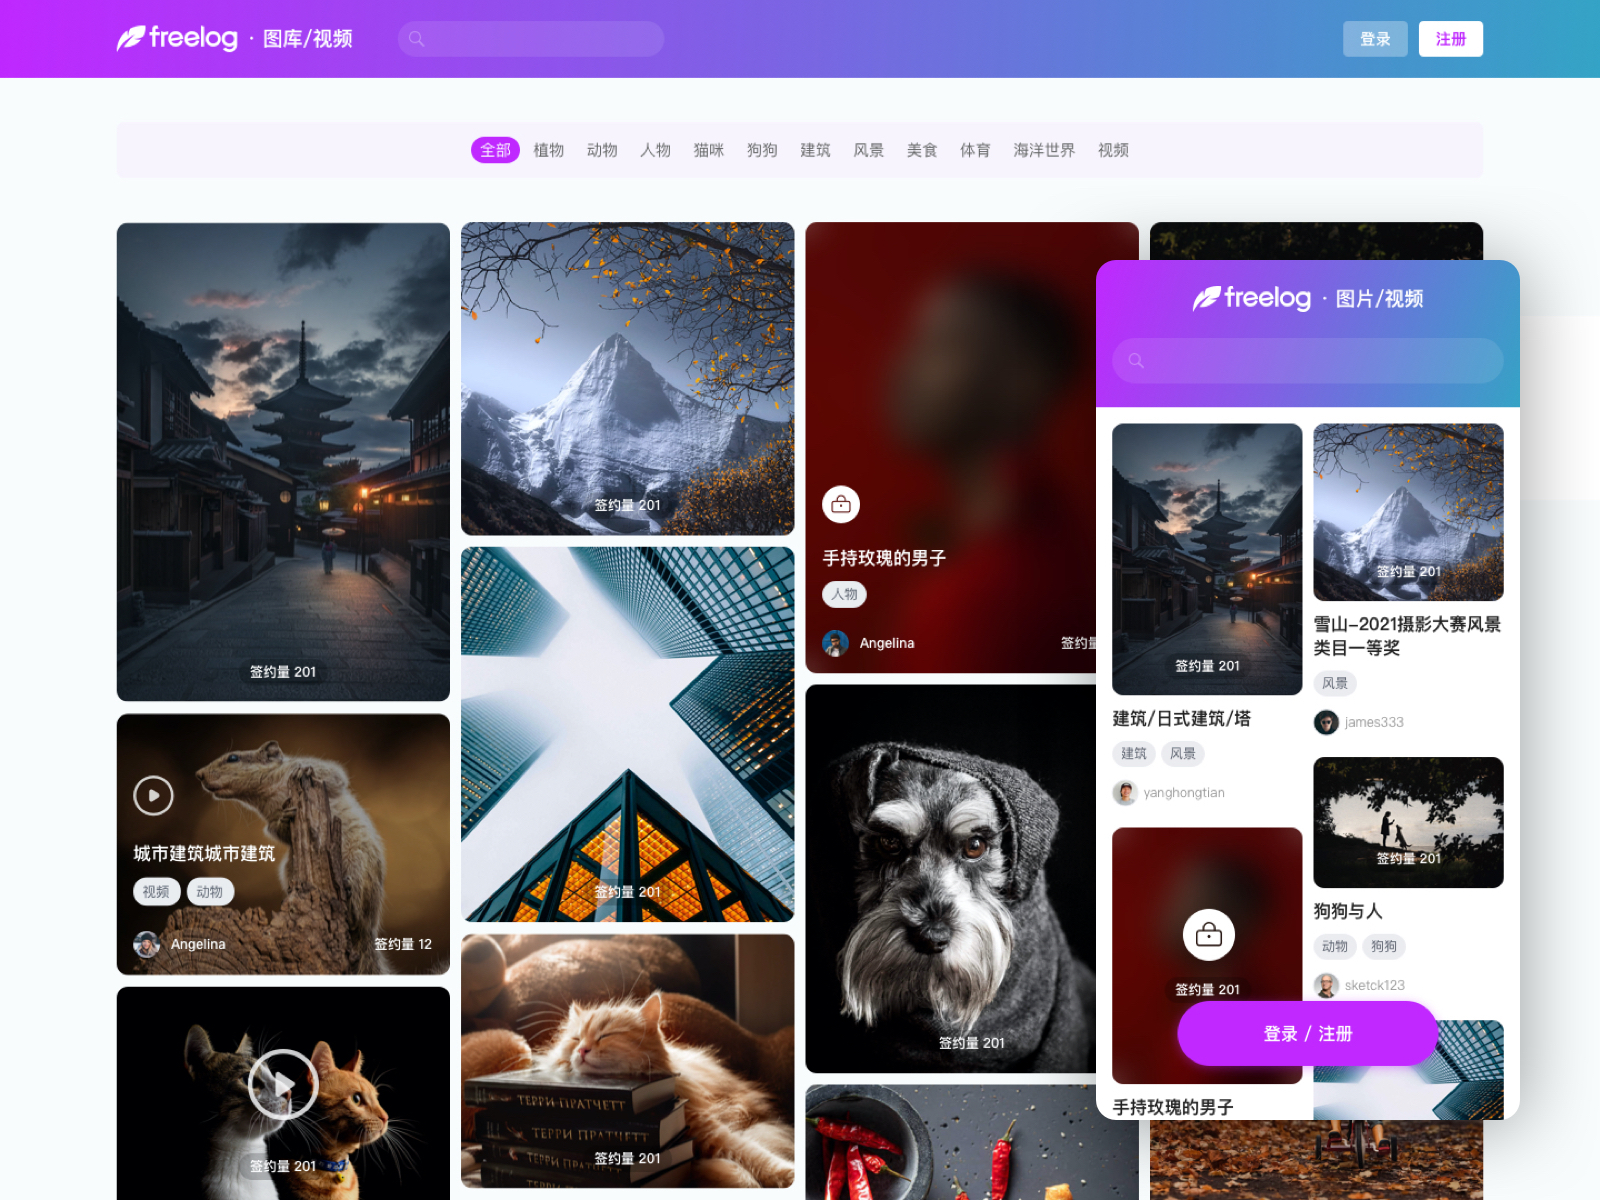 freelog · 图库/视频
登录
注册
全部 植物 动物 人物 猫咪 狗狗 建筑 风景 美食 体育 海洋世界 视频
签约量 201
城市建筑城市建筑
视频 动物
Angelina
签约量 12
签约量 201
签约量 201
签约量 201
ТЕРРИ ПРАТЧЕТТ
ТЕРРИ ПРАТЧЕТТ
签约量 201
手持玫瑰的男子
人物
Angelina
签约量
签约量 201
freelog · 图片/视频
签约量 201
建筑/日式建筑/塔
建筑 风景
yanghongtian
签约量 201
手持玫瑰的男子
签约量 201
雪山-2021摄影大赛风景
类目一等奖
风景
james333
签约量 201
狗狗与人
动物 狗狗
sketck123
登录 / 注册